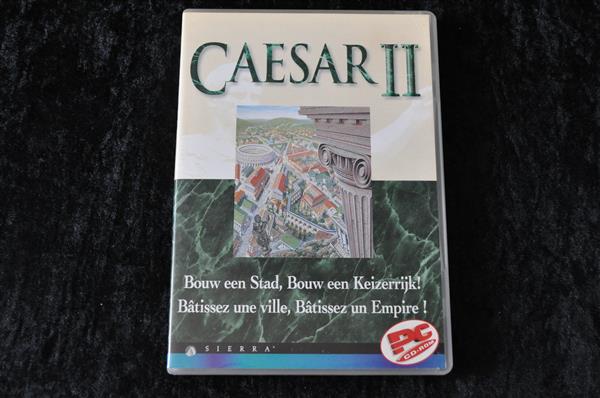 CAESAR II
Bouw een Stad, Bouw een Keizerrijk!
Bâtissez une ville, Bâtissez un Empire !
SIERRA
PC
CD-ROM